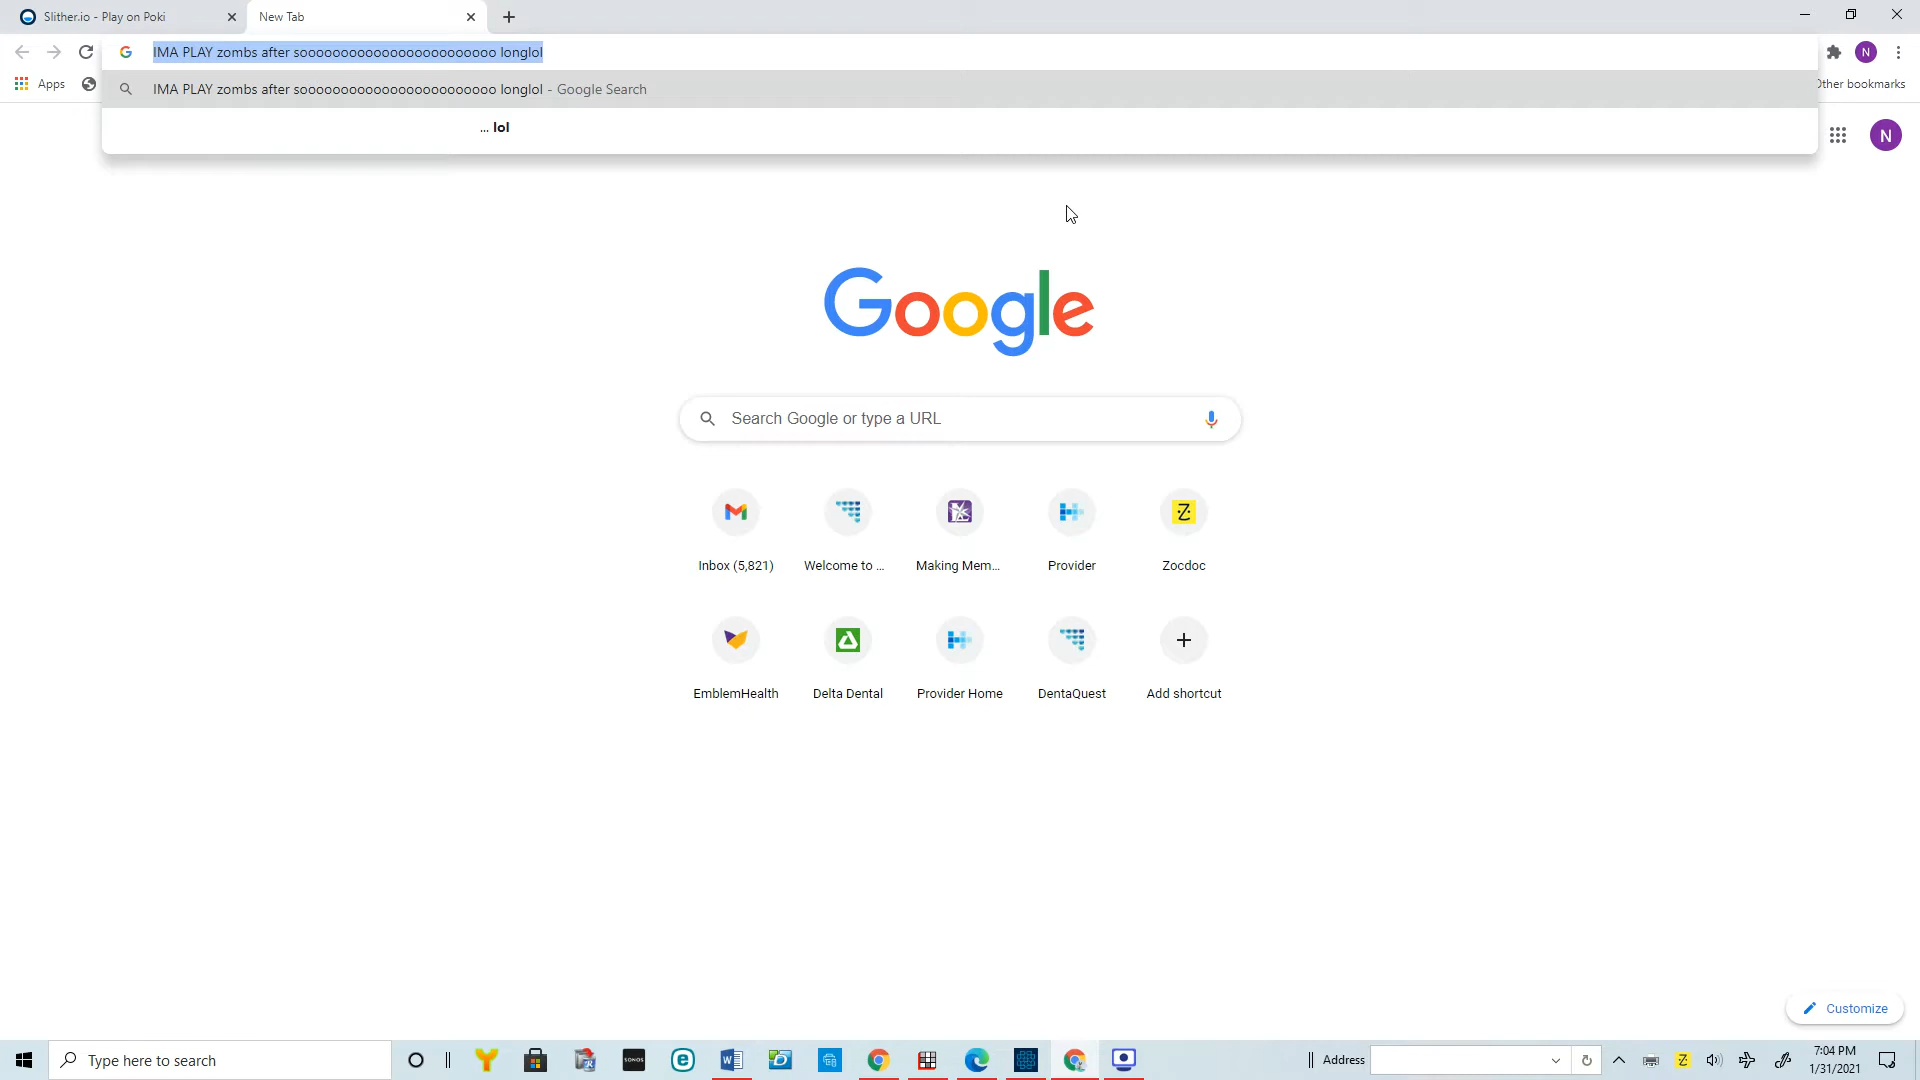 Slither.io - Play on Poki
New Tab
IMA PLAY zombs after soooooooooooooooooooooooo longlol
N
Apps
IMA PLAY zombs after soooooooooooooooooooooooo longlol - Google Search
Other bookmarks
... lol
N
Google
Search Google or type a URL
Inbox (5,821)
Welcome to ...
Making Mem...
Provider
Zocdoc
EmblemHealth
Delta Dental
Provider Home
DentaQuest
Add shortcut
Customize
Type here to search
SONOS
Address
7:04 PM
1/31/2021